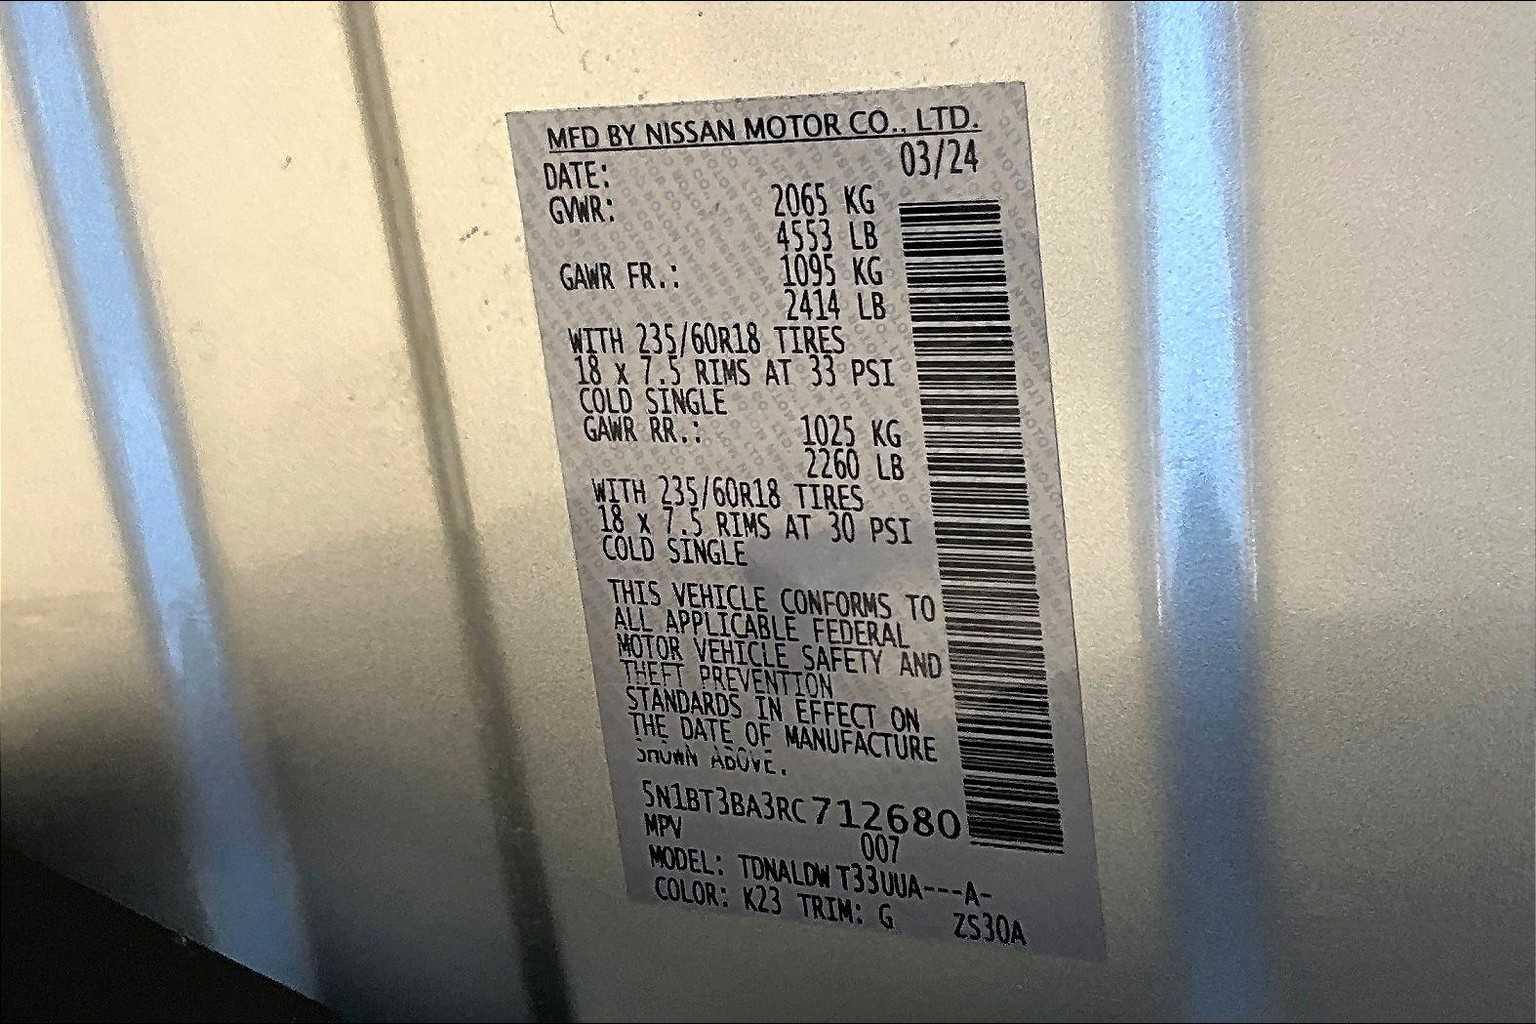 MFD BY NISSAN MOTOR CO., LTD.
DATE: 03/24
GVWR: 2065 KG
4553 LB
GAWR FR.: 1095 KG
2414 LB
WITH 235/60R18 TIRES
18 X 7.5 RIMS AT 33 PSI
COLD SINGLE
GAWR RR.: 1025 KG
2260 LB
WITH 235/60R18 TIRES
18 X 7.5 RIMS AT 30 PSI
COLD SINGLE
THIS VEHICLE CONFORMS TO
ALL APPLICABLE FEDERAL
MOTOR VEHICLE SAFETY AND
THEFT PREVENTION
STANDARDS IN EFFECT ON
THE DATE OF MANUFACTURE
SHOWN ABOVE.
5N1BT3BA3RC712680
MPV 007
MODEL: TDNALDW T33UUA---A-
COLOR: K23 TRIM: G ZS30A